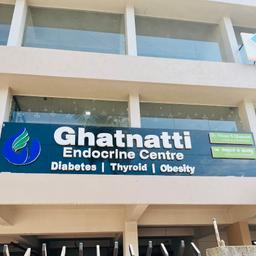 Ghatnatti
Endocrine Centre
Diabetes | Thyroid | Obesity